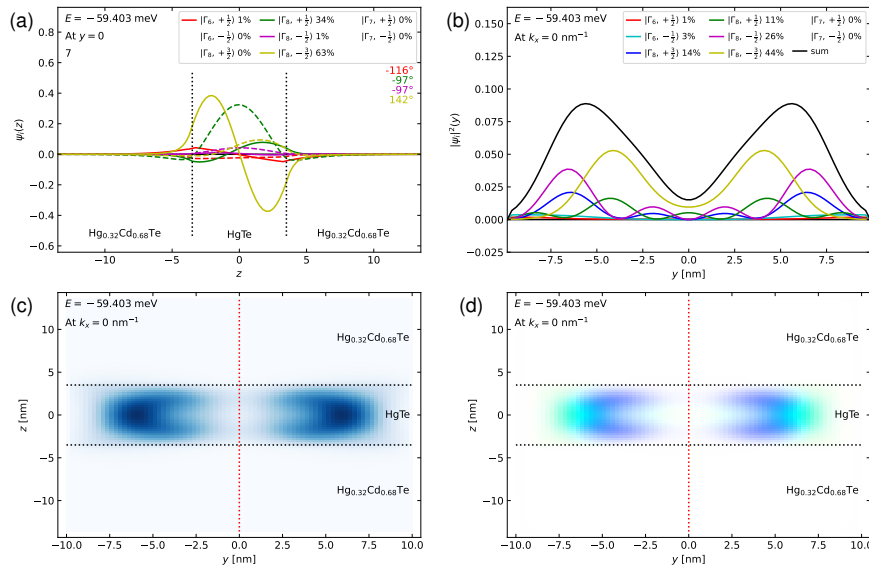 (a)
E = −59.403 meV
At y = 0
7
|Γ6, +1/2⟩ 1%
|Γ6, −1/2⟩ 0%
|Γ8, +3/2⟩ 0%
|Γ8, +1/2⟩ 34%
|Γ8, −1/2⟩ 1%
|Γ8, −3/2⟩ 63%
|Γ7, +1/2⟩ 0%
|Γ7, −1/2⟩ 0%
-116°
-97°
-97°
142°
ψi(z)
0.8
0.6
0.4
0.2
0.0
−0.2
−0.4
−0.6
Hg0.32Cd0.68Te
HgTe
Hg0.32Cd0.68Te
−10
−5
0
5
10
z
(b)
E = −59.403 meV
At kx = 0 nm−1
|Γ6, +1/2⟩ 1%
|Γ6, −1/2⟩ 3%
|Γ8, +3/2⟩ 14%
|Γ8, +1/2⟩ 11%
|Γ8, −1/2⟩ 26%
|Γ8, −3/2⟩ 44%
|Γ7, +1/2⟩ 0%
|Γ7, −1/2⟩ 0%
sum
|ψi|2(y)
0.150
0.125
0.100
0.075
0.050
0.025
0.000
−0.025
−7.5
−5.0
−2.5
0.0
2.5
5.0
7.5
y [nm]
(c)
E = −59.403 meV
At kx = 0 nm−1
Hg0.32Cd0.68Te
HgTe
Hg0.32Cd0.68Te
z [nm]
10
5
0
−5
−10
−10.0
−7.5
−5.0
−2.5
0.0
2.5
5.0
7.5
10.0
y [nm]
(d)
E = −59.403 meV
At kx = 0 nm−1
Hg0.32Cd0.68Te
HgTe
Hg0.32Cd0.68Te
z [nm]
10
5
0
−5
−10
−10.0
−7.5
−5.0
−2.5
0.0
2.5
5.0
7.5
10.0
y [nm]